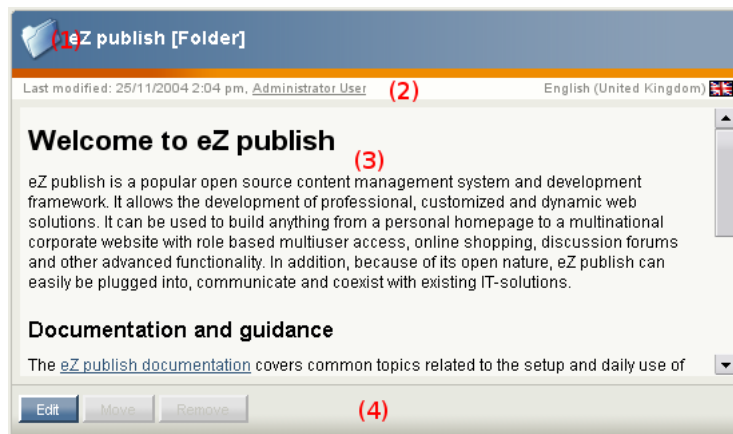 (1) eZ publish [Folder]
Last modified: 25/11/2004 2:04 pm, Administrator User (2) English (United Kingdom)
Welcome to eZ publish
(3)
eZ publish is a popular open source content management system and development
framework. It allows the development of professional, customized and dynamic web
solutions. It can be used to build anything from a personal homepage to a multinational
corporate website with role based multiuser access, online shopping, discussion forums
and other advanced functionality. In addition, because of its open nature, eZ publish can
easily be plugged into, communicate and coexist with existing IT-solutions.
Documentation and guidance
The eZ publish documentation covers common topics related to the setup and daily use of
Edit Move Remove (4)